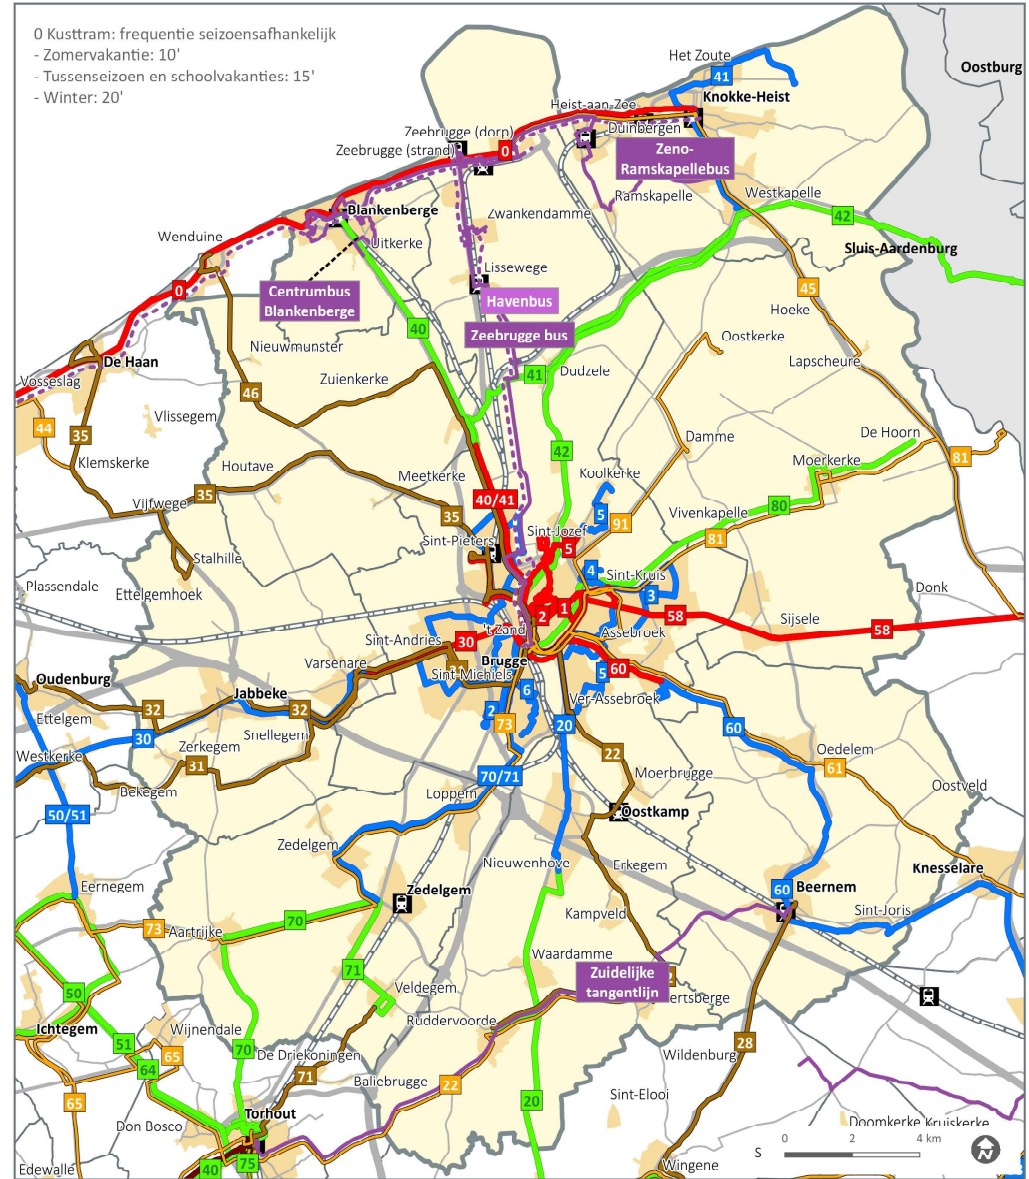 0 Kusttram: frequentie seizoensafhankelijk
- Zomervakantie: 10'
- Tussenseizoen en schoolvakanties: 15'
- Winter: 20'
Het Zoute
41
Oostburg
Knokke-Heist
Heist-aan-Zee
Duinbergen
Zeebrugge (dorp)
Zeebrugge (strand)
0
Zeno-
Ramskapellebus
Ramskapelle
Westkapelle
42
Blankenberge
Zwankendamme
Uitkerke
Wenduine
Sluis-Aardenburg
Lissewege
0
Centrumbus
Blankenberge
Havenbus
45
Hoeke
Zeebrugge bus
40
Nieuwmunster
Oostkerke
Lapscheure
De Haan
Zuienkerke
41
Dudzele
Vosseslag
46
Vlissegem
44
35
Damme
De Hoorn
42
Klemskerke
Houtave
Meetkerke
Koolkerke
Moerkerke
81
35
40/41
Vijfwege
35
5
91
Vivenkapelle
80
Sint-Pieters
Sint-Jozef
5
81
Stalhille
4
Sint-Kruis
Plassendale
Ettelgemhoek
3
Donk
2
1
58
Sijsele
58
Sint-Andries
30
't Zand
Assebroek
Varsenare
Brugge
60
Oudenburg
Jabbeke
Sint-Michiels
5
6
Ver-Assebroek
32
32
2
73
20
60
Ettelgem
30
Snellegem
Zerkegem
22
Oedelem
Westkerke
31
61
Bekegem
70/71
Moerbrugge
Loppem
Oostveld
50/51
Oostkamp
Zedelgem
Nieuwenhove
Erkegem
Knesselare
Eernegem
Zedelgem
60
Beernem
70
Kampveld
Sint-Joris
73
Aartrijke
Waardamme
71
Zuidelijke
tangentlijn
50
Veldegem
ertsberge
Ichtegem
Wijnendale
Ruddervoorde
51
70
De Driekoningen
28
65
Wildenburg
64
71
Baliebrugge
22
65
20
Sint-Elooi
Torhout
Don Bosco
Doomkerke
Kruiskerke
0
2
4 km
S
N
Edewalle
40
75
Wingene